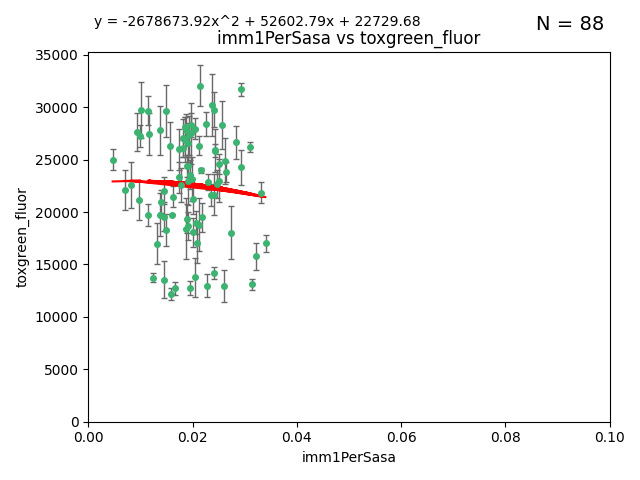 y = -2678673.92x^2 + 52602.79x + 22729.68
N = 88
imm1PerSasa vs toxgreen_fluor
35000
30000
25000
20000
15000
10000
5000
0
toxgreen_fluor
0.00
0.02
0.04
0.06
0.08
0.10
imm1PerSasa